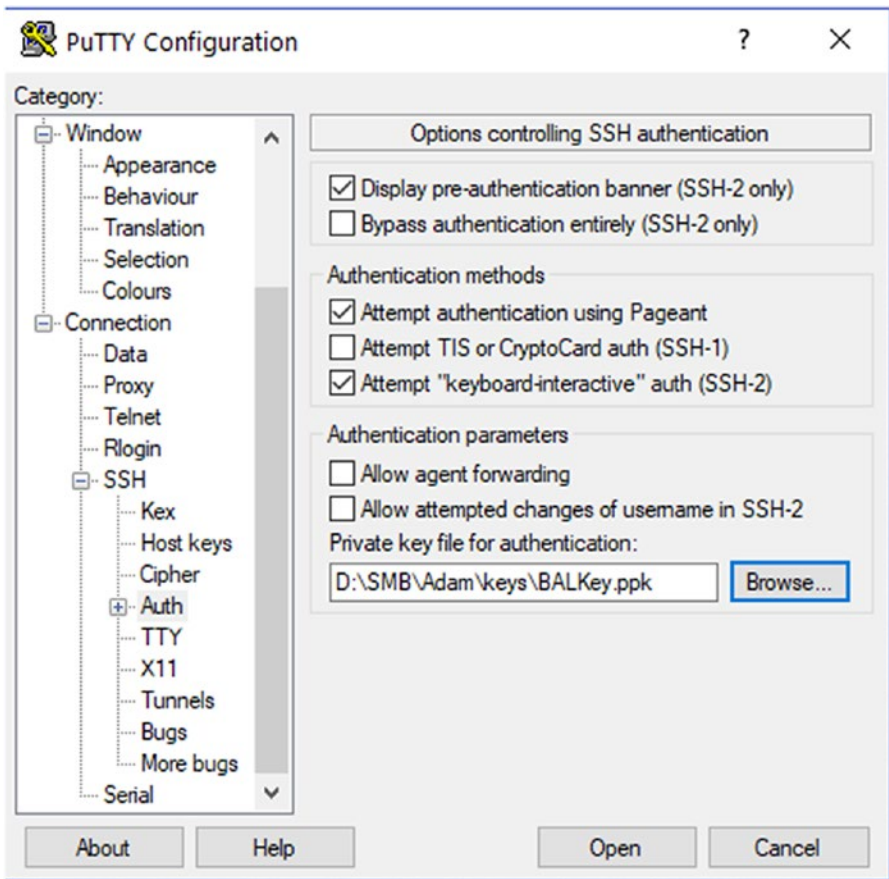 PuTTY Configuration
?
Category:
Window
Appearance
Behaviour
Translation
Selection
Colours
Connection
Data
Proxy
Telnet
Rlogin
SSH
Kex
Host keys
Cipher
Auth
TTY
X11
Tunnels
Bugs
More bugs
Serial
Options controlling SSH authentication
Display pre-authentication banner (SSH-2 only)
Bypass authentication entirely (SSH-2 only)
Authentication methods
Attempt authentication using Pageant
Attempt TIS or CryptoCard auth (SSH-1)
Attempt "keyboard-interactive" auth (SSH-2)
Authentication parameters
Allow agent forwarding
Allow attempted changes of username in SSH-2
Private key file for authentication:
D:\SMB\Adam\keys\BALKey.ppk
Browse...
About
Help
Open
Cancel